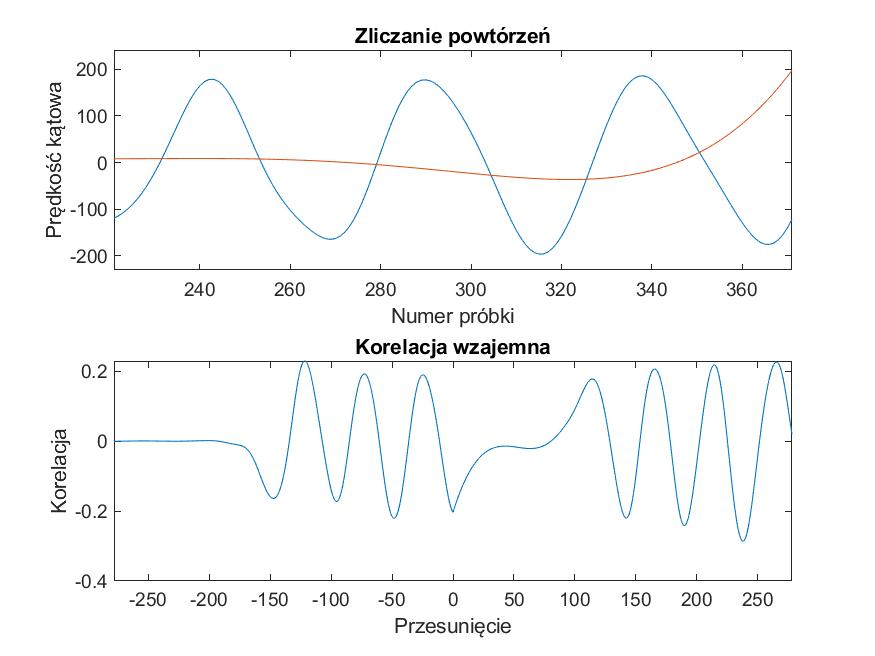 Zliczanie powtórzeń
200
100
0
-100
-200
Prędkość kątowa
240 260 280 300 320 340 360
Numer próbki
Korelacja wzajemna
0.2
0
-0.2
-0.4
Korelacja
-250 -200 -150 -100 -50 0 50 100 150 200 250
Przesunięcie